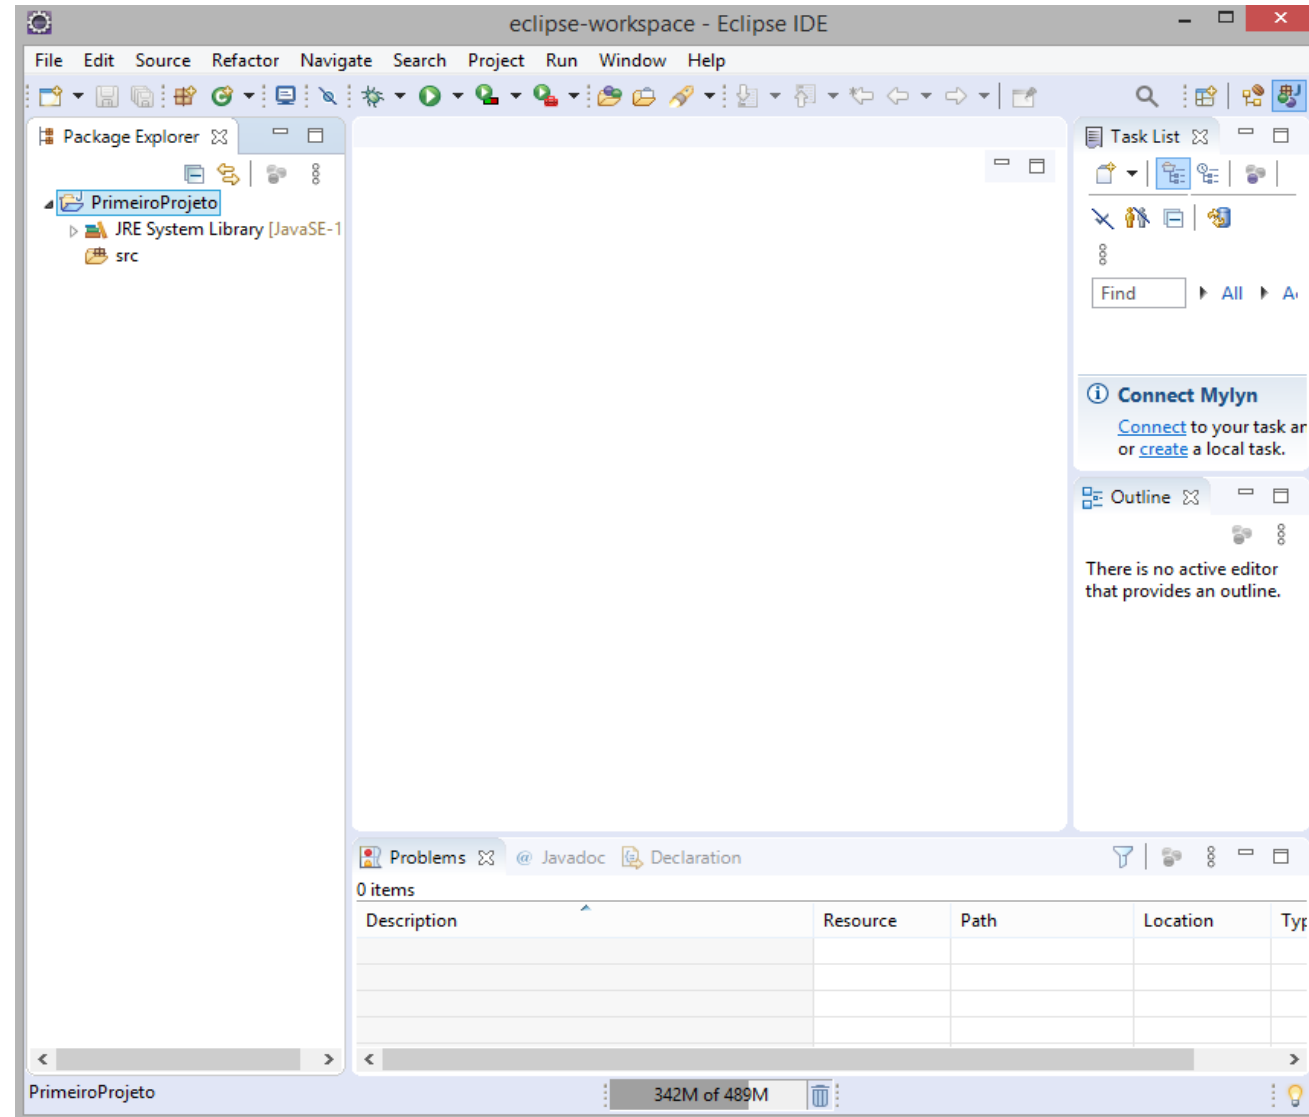 eclipse-workspace - Eclipse IDE
File Edit Source Refactor Navigate Search Project Run Window Help
Package Explorer
PrimeiroProjeto
JRE System Library [JavaSE-1
src
Task List
Find All
Connect Mylyn
Connect to your task ar
or create a local task.
Outline
There is no active editor
that provides an outline.
Problems @ Javadoc Declaration
0 items
Description Resource Path Location Typ
PrimeiroProjeto 342M of 489M